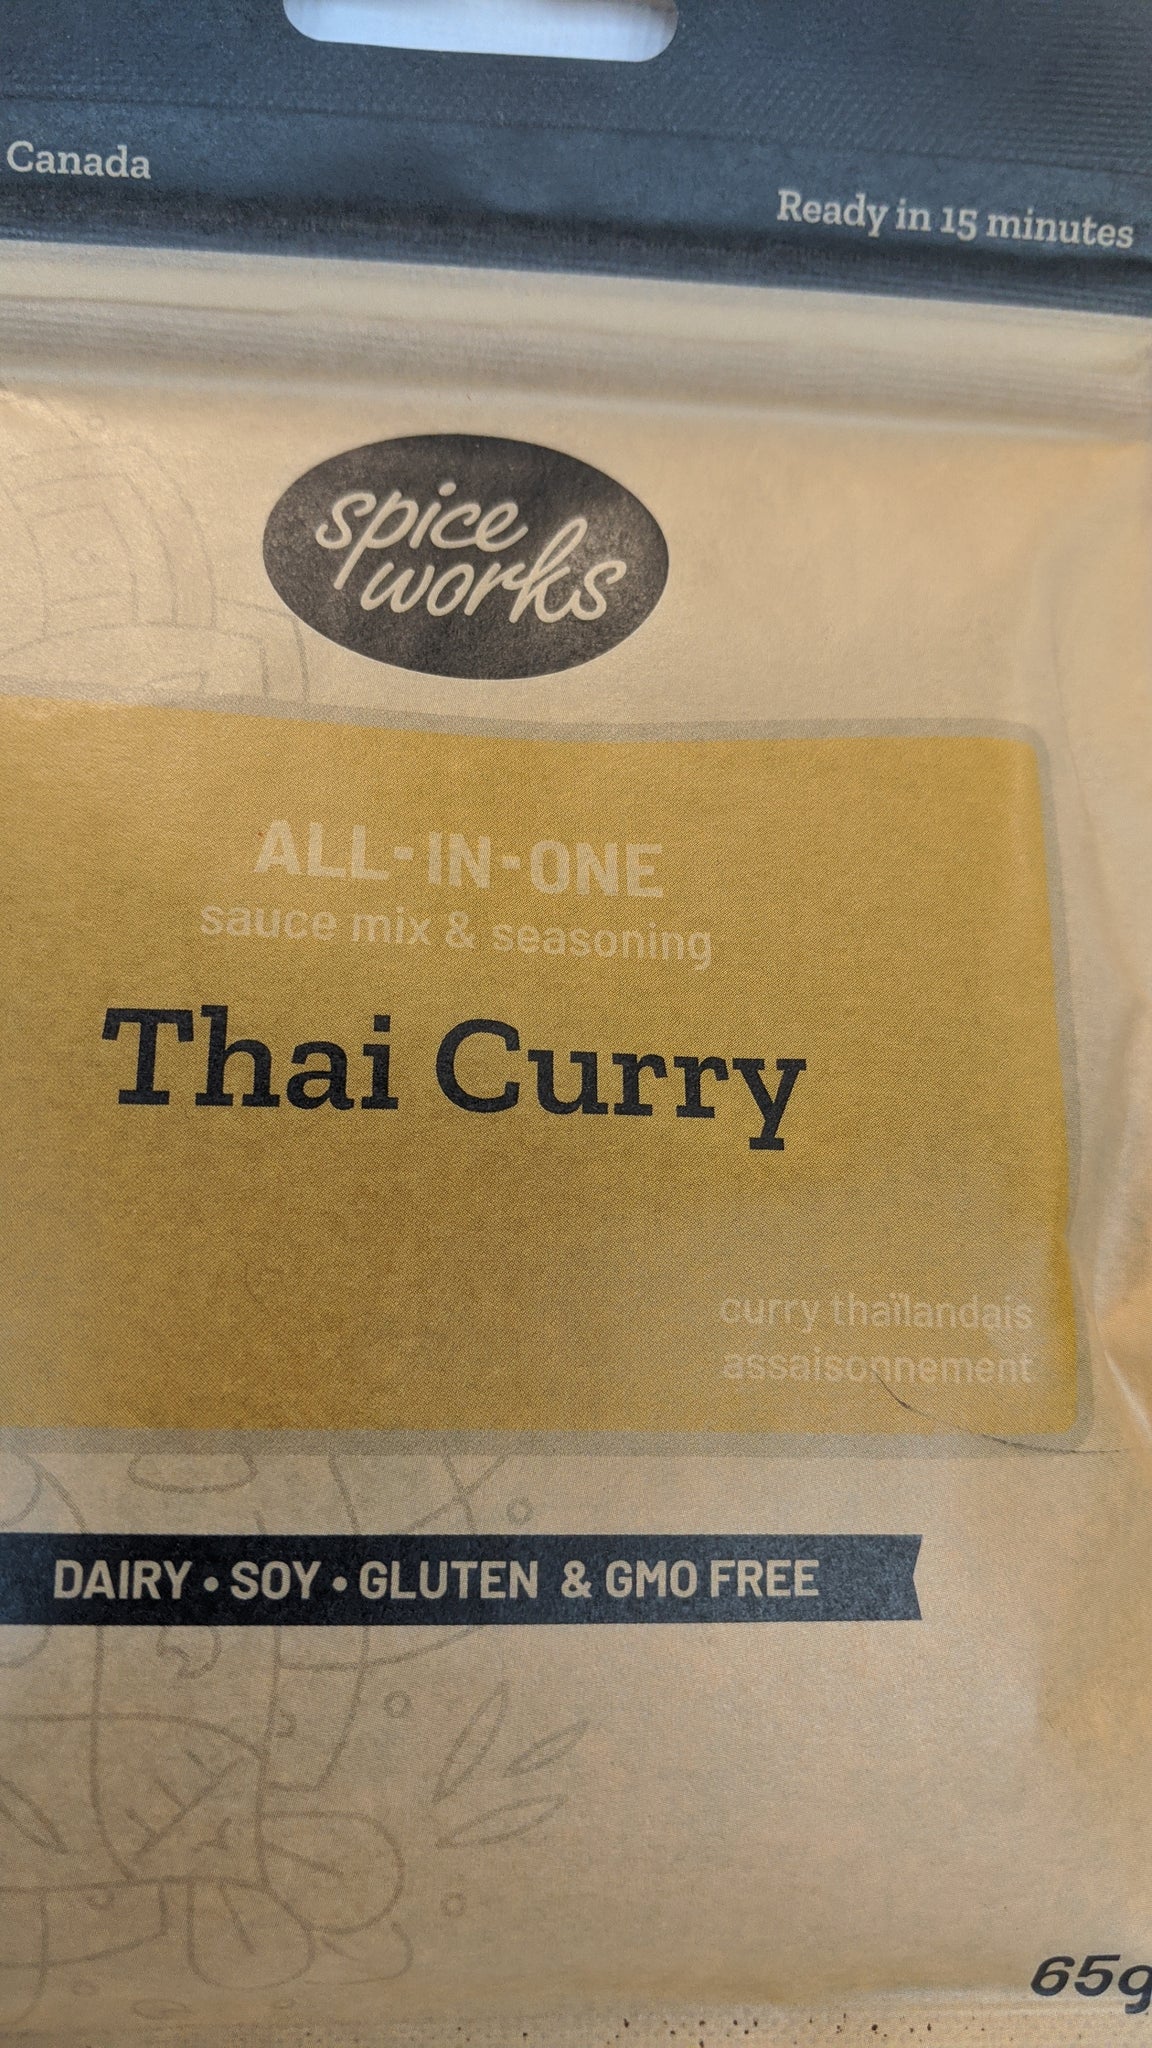 Canada
Ready in 15 minutes
spice
works
ALL-IN-ONE
sauce mix & seasoning
Thai Curry
curry thaïlandais
assaisonnement
DAIRY • SOY • GLUTEN & GMO FREE
65g